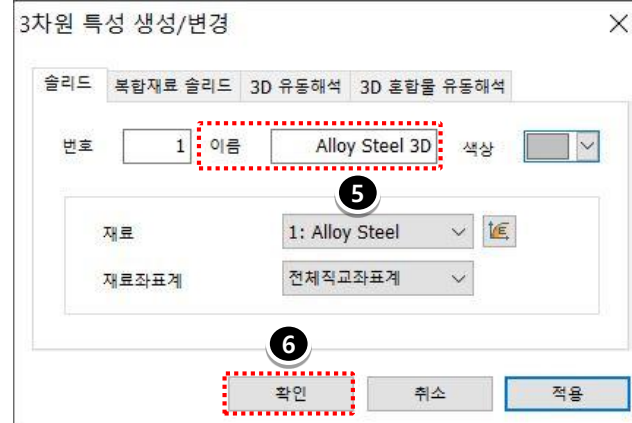 3차원 특성 생성/변경
솔리드 복합재료 솔리드 3D 유동해석 3D 혼합물 유동해석
번호 1 이름 Alloy Steel 3D 색상
5
재료 1: Alloy Steel
재료좌표계 전체직교좌표계
6
확인 취소 적용